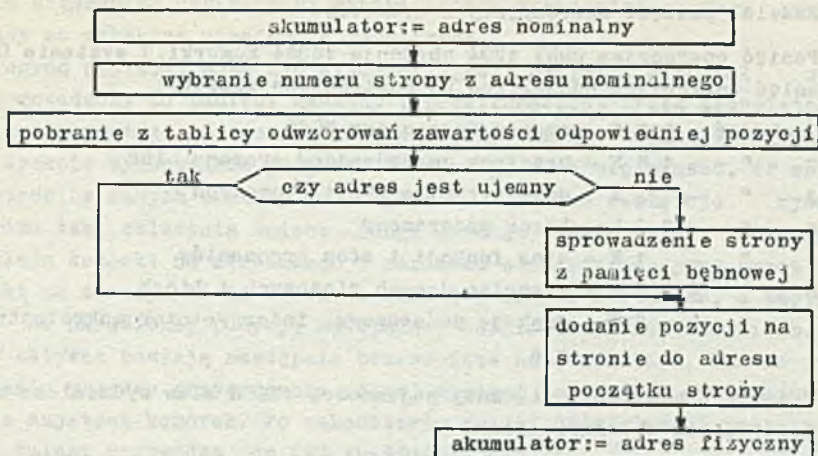 akumulator:= adres nominalny
wybranie numeru strony z adresu nominalnego
pobranie z tablicy odwzorowań zawartości odpowiedniej pozycji
tak czy adres jest ujemny nie
sprowadzenie strony
z pamięci bębnowej
dodanie pozycji na
stronie do adresu
początku strońy
akumulator:= adres fizyczny